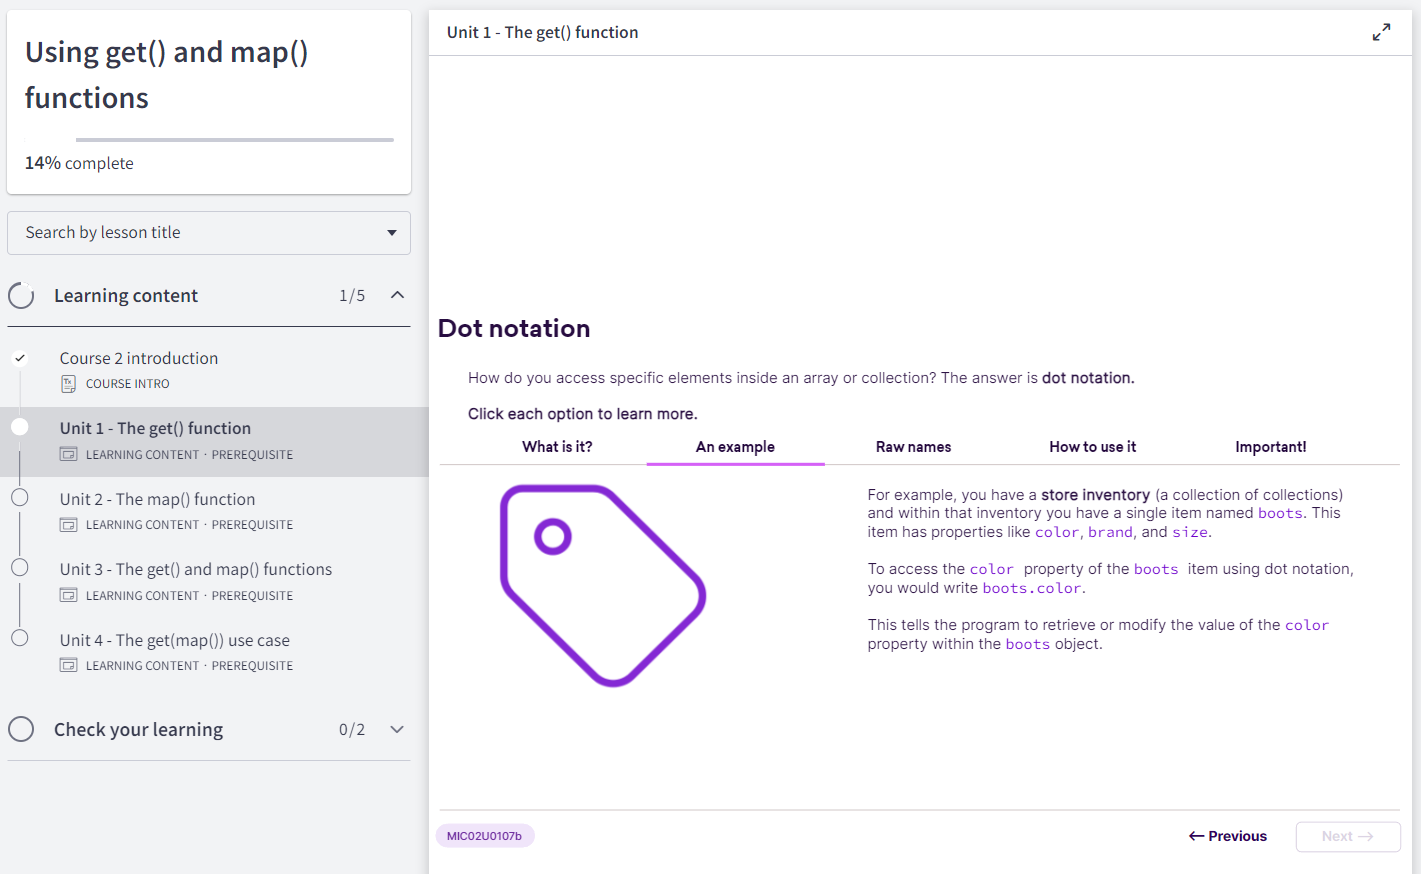 Using get() and map()
functions
14% complete
Search by lesson title
Learning content 1/5
Course 2 introduction
Tx COURSE INTRO
Unit 1 - The get() function
LEARNING CONTENT · PREREQUISITE
Unit 2 - The map() function
LEARNING CONTENT · PREREQUISITE
Unit 3 - The get() and map() functions
LEARNING CONTENT · PREREQUISITE
Unit 4 - The get(map()) use case
LEARNING CONTENT · PREREQUISITE
Check your learning 0/2
Unit 1 - The get() function
Dot notation
How do you access specific elements inside an array or collection? The answer is dot notation.
Click each option to learn more.
What is it? An example Raw names How to use it Important!
For example, you have a store inventory (a collection of collections)
and within that inventory you have a single item named boots. This
item has properties like color, brand, and size.
To access the color property of the boots item using dot notation,
you would write boots.color.
This tells the program to retrieve or modify the value of the color
property within the boots object.
MIC02U0107b
← Previous Next →